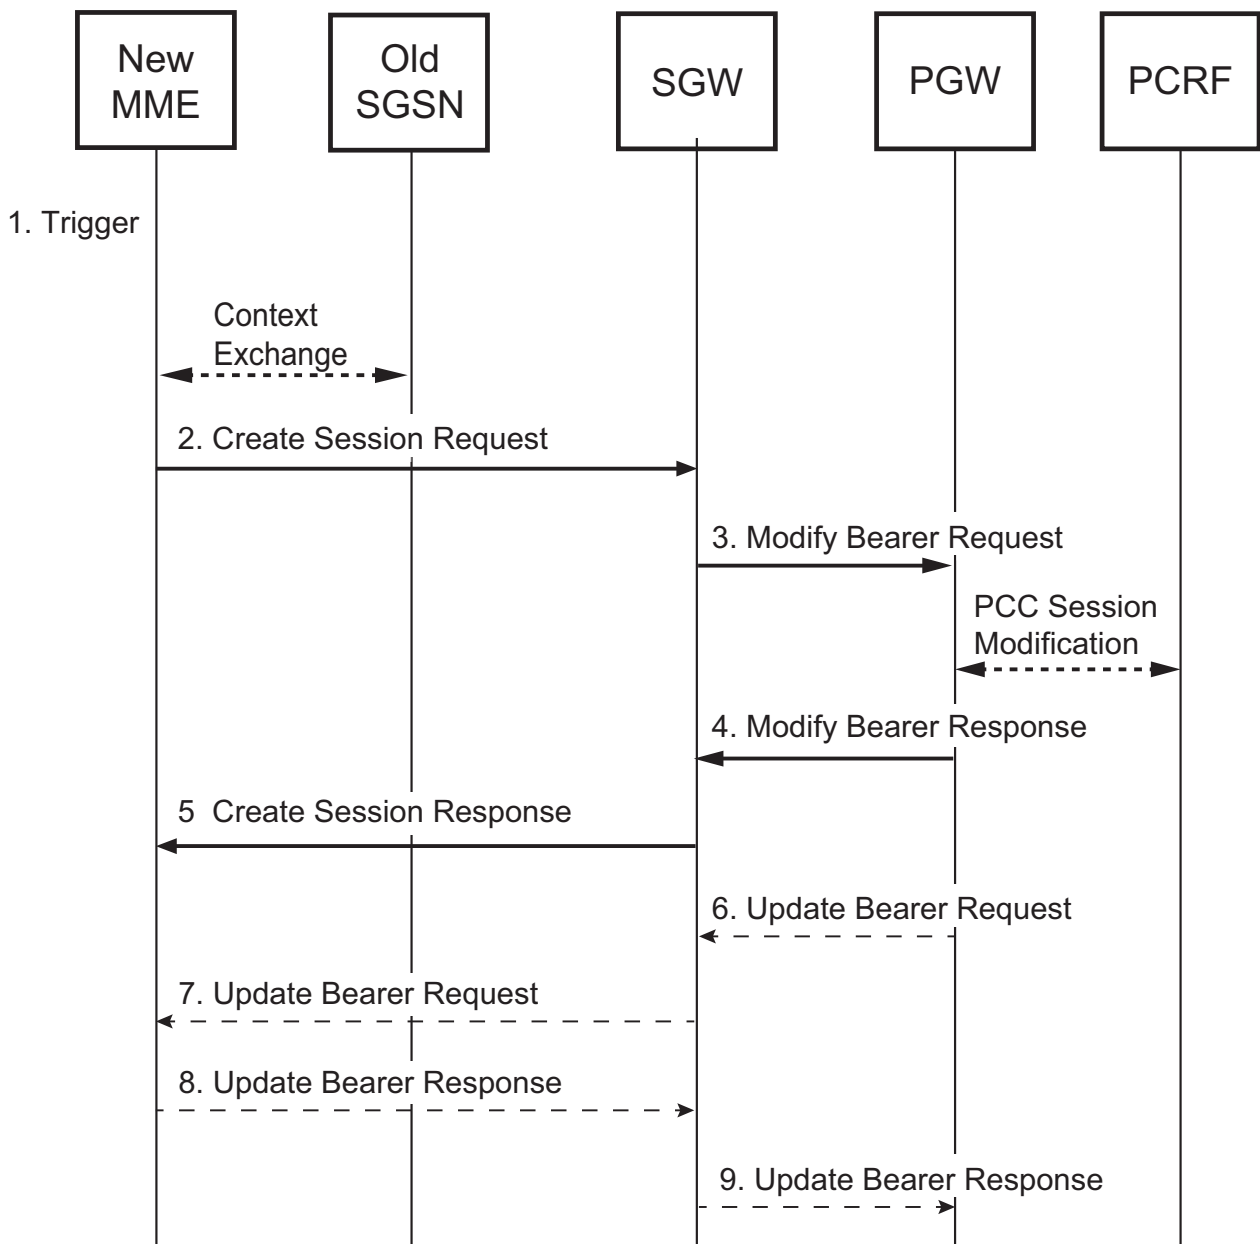 New
MME
Old
SGSN
SGW
PGW
PCRF
1. Trigger
Context
Exchange
2. Create Session Request
3. Modify Bearer Request
PCC Session
Modification
4. Modify Bearer Response
5  Create Session Response
6. Update Bearer Request
7. Update Bearer Request
8. Update Bearer Response
9. Update Bearer Response